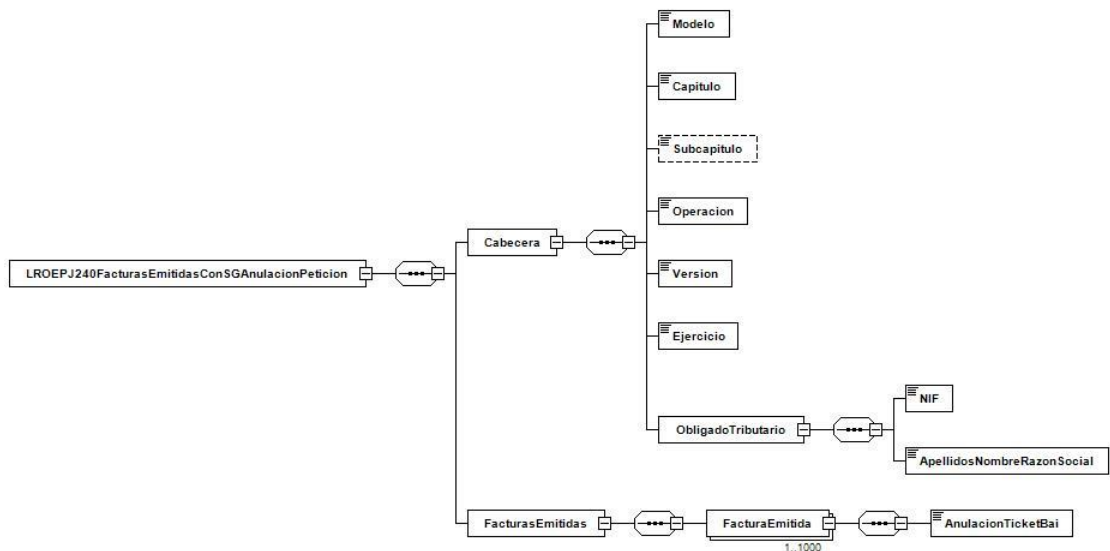 Modelo
Capitulo
Subcapitulo
Operacion
Cabecera
LROEPJ240FacturasEmitidasConSGAnulacionPeticion
Version
Ejercicio
NIF
ObligadoTributario
ApellidosNombreRazonSocial
FacturasEmitidas
FacturaEmitida
AnulacionTicketBai
1..1000